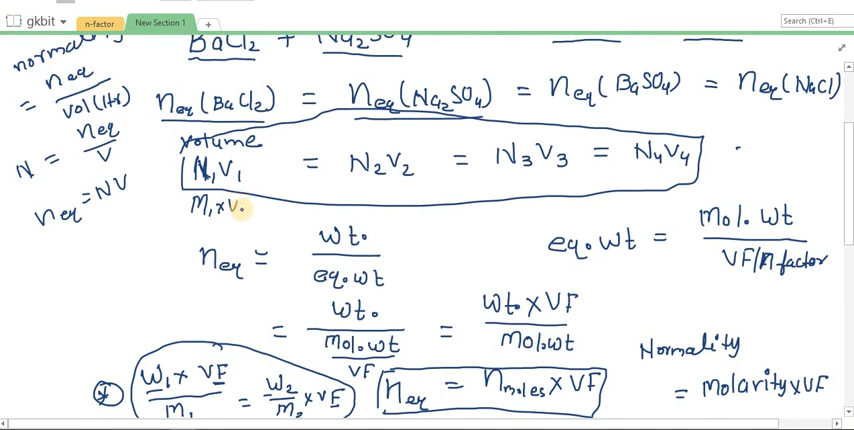 gkbit n-factor New Section 1 + Search (Ctrl+E)
BaCl2 + Na2SO4
normality
= neq / vol(ltr)
neq(BaCl2) = neq(Na2SO4) = neq(BaSO4) = neq(NaCl)
N = neq / V
volume
N1V1 = N2V2 = N3V3 = N4V4
neq = NV
M1 x V.
neq = wt. / eq.wt
eq.wt = Mol. Wt / VF/n factor
= wt. / Mol.wt / VF = Wt. x VF / Mol.wt
Normality
= Molarity x VF
W1 x VF / M1 = W2 / M2 x VF
neq = nmoles x VF